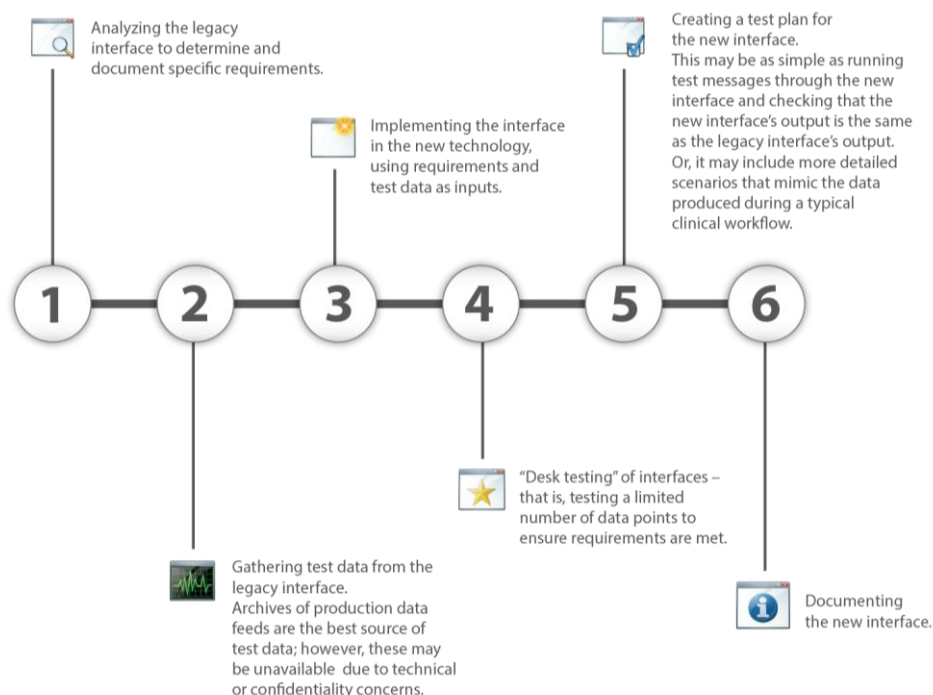 Analyzing the legacy
interface to determine and
document specific requirements.
Implementing the interface
in the new technology,
using requirements and
test data as inputs.
Creating a test plan for
the new interface.
This may be as simple as running
test messages through the new
interface and checking that the
new interface's output is the same
as the legacy interface's output.
Or, it may include more detailed
scenarios that mimic the data
produced during a typical
clinical workflow.
1 2 3 4 5 6
"Desk testing" of interfaces –
that is, testing a limited
number of data points to
ensure requirements are met.
Gathering test data from the
legacy interface.
Archives of production data
feeds are the best source of
test data; however, these may
be unavailable due to technical
or confidentiality concerns.
Documenting
the new interface.